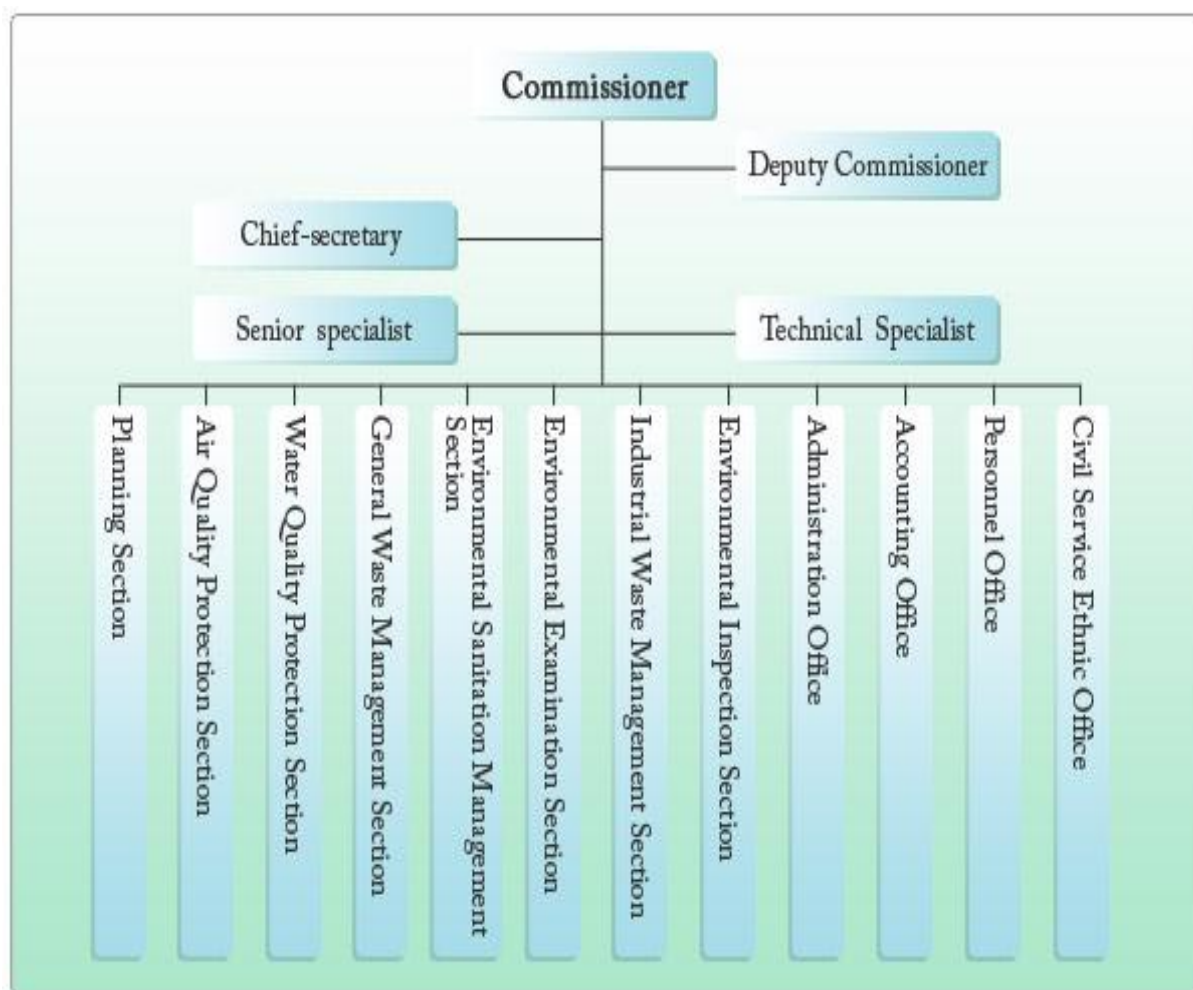 Commissioner
Deputy Commissioner
Chief-secretary
Senior specialist
Technical Specialist
Planning Section
Air Quality Protection Section
Water Quality Protection Section
General Waste Management Section
Environmental Sanitation Management
Section
Environmental Examination Section
Industrial Waste Management Section
Environmental Inspection Section
Administration Office
Accounting Office
Personnel Office
Civil Service Ethnic Office